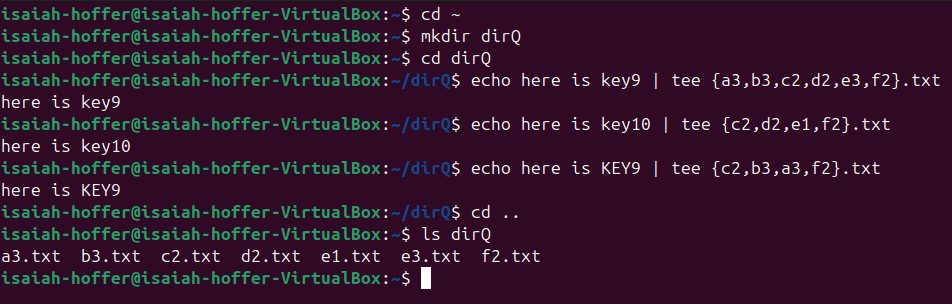 isaiah-hoffer@isaiah-hoffer-VirtualBox:~$ cd ~
isaiah-hoffer@isaiah-hoffer-VirtualBox:~$ mkdir dirQ
isaiah-hoffer@isaiah-hoffer-VirtualBox:~$ cd dirQ
isaiah-hoffer@isaiah-hoffer-VirtualBox:~/dirQ$ echo here is key9 | tee {a3,b3,c2,d2,e3,f2}.txt
here is key9
isaiah-hoffer@isaiah-hoffer-VirtualBox:~/dirQ$ echo here is key10 | tee {c2,d2,e1,f2}.txt
here is key10
isaiah-hoffer@isaiah-hoffer-VirtualBox:~/dirQ$ echo here is KEY9 | tee {c2,b3,a3,f2}.txt
here is KEY9
isaiah-hoffer@isaiah-hoffer-VirtualBox:~/dirQ$ cd ..
isaiah-hoffer@isaiah-hoffer-VirtualBox:~$ ls dirQ
a3.txt  b3.txt  c2.txt  d2.txt  e1.txt  e3.txt  f2.txt
isaiah-hoffer@isaiah-hoffer-VirtualBox:~$